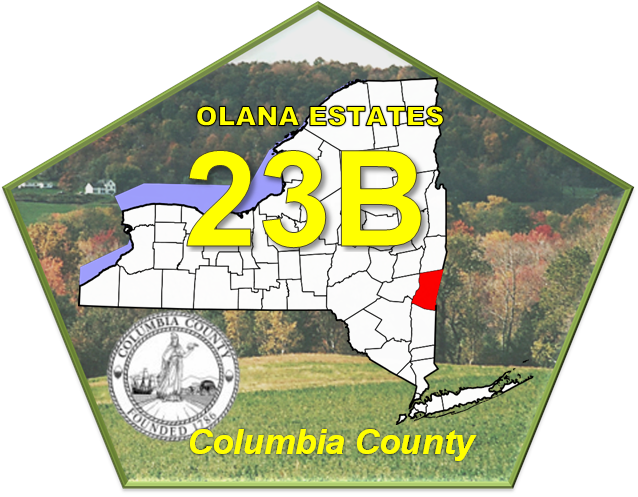 OLANA ESTATES
23B
COLUMBIA COUNTY
FOUNDED 1786
Columbia County